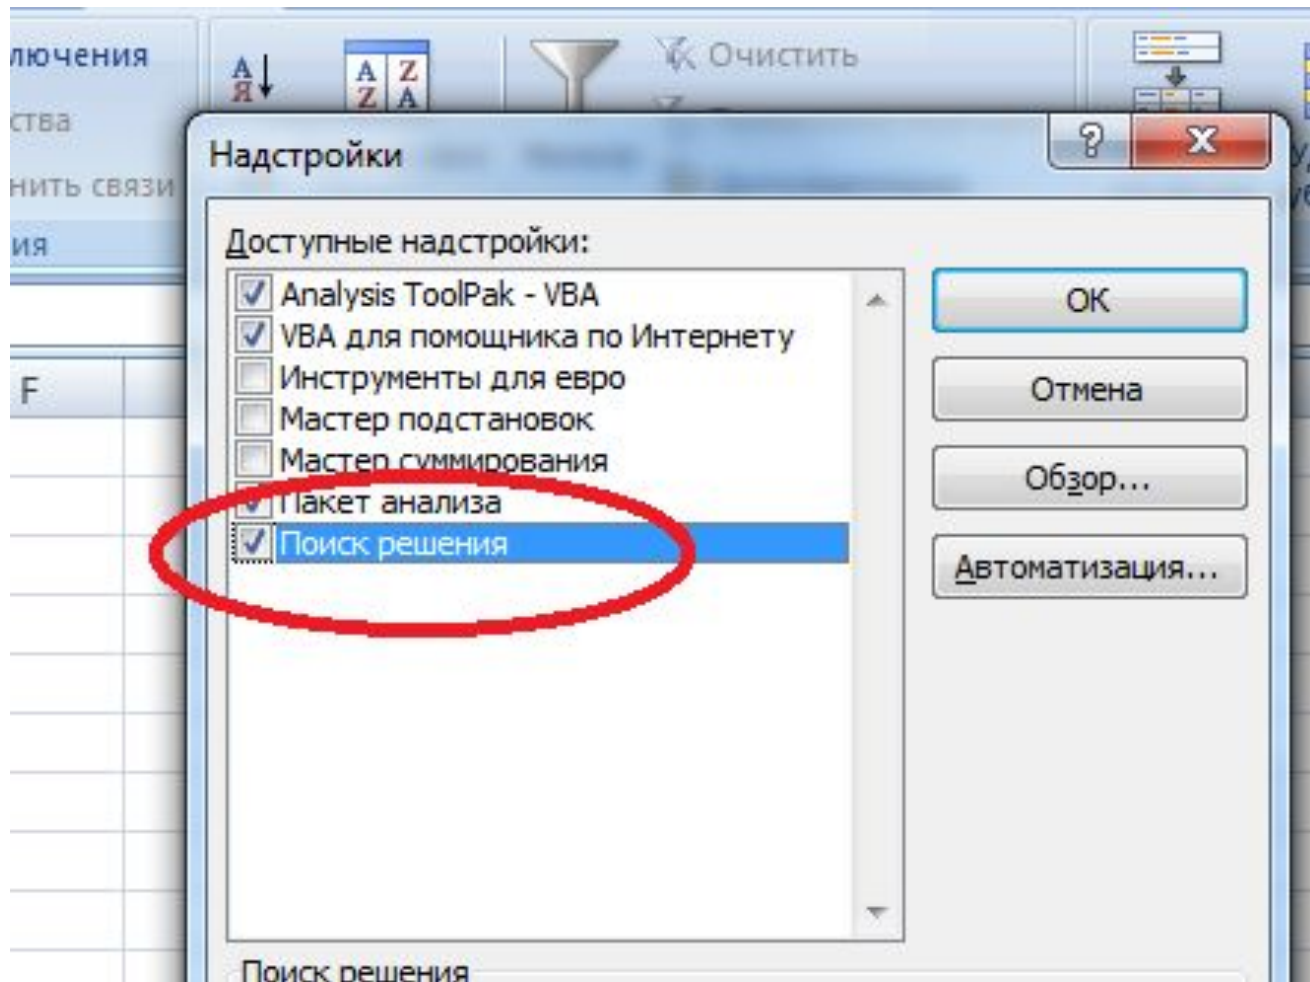 лючения
ства
нить связи
ия
А
Я
A Z
Z A
Очистить
Надстройки
?
X
Доступные надстройки:
Analysis ToolPak - VBA
VBA для помощника по Интернету
Инструменты для евро
Мастер подстановок
Мастер суммирования
Пакет анализа
Поиск решения
ОК
Отмена
Обзор...
Автоматизация...
F
Поиск решения